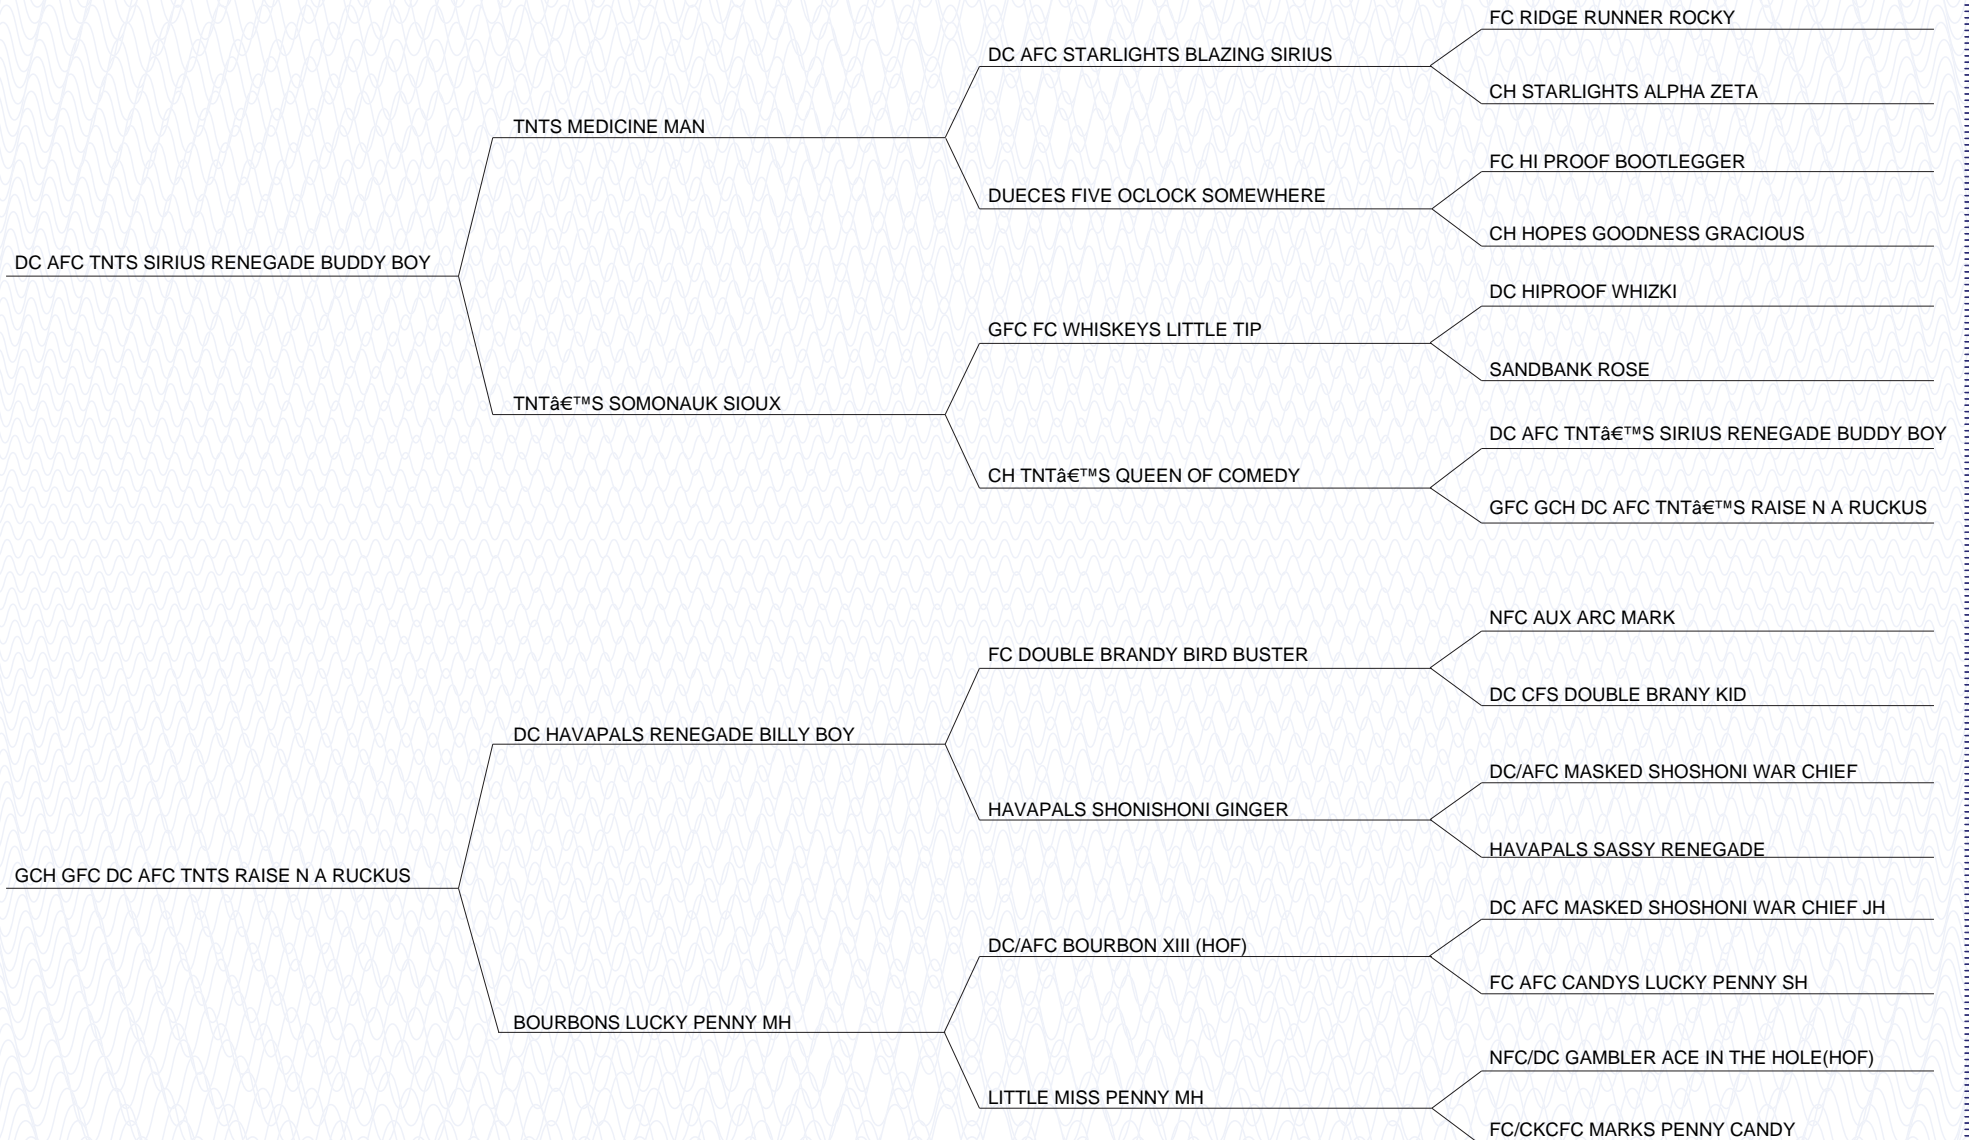 FC RIDGE RUNNER ROCKY
DC AFC STARLIGHTS BLAZING SIRIUS
CH STARLIGHTS ALPHA ZETA
TNTS MEDICINE MAN
FC HI PROOF BOOTLEGGER
DUECES FIVE OCLOCK SOMEWHERE
CH HOPES GOODNESS GRACIOUS
DC AFC TNTS SIRIUS RENEGADE BUDDY BOY
DC HIPROOF WHIZKI
GFC FC WHISKEYS LITTLE TIP
SANDBANK ROSE
TNTâ€™S SOMONAUK SIOUX
DC AFC TNTâ€™S SIRIUS RENEGADE BUDDY BOY
CH TNTâ€™S QUEEN OF COMEDY
GFC GCH DC AFC TNTâ€™S RAISE N A RUCKUS
NFC AUX ARC MARK
FC DOUBLE BRANDY BIRD BUSTER
DC CFS DOUBLE BRANY KID
DC HAVAPALS RENEGADE BILLY BOY
DC/AFC MASKED SHOSHONI WAR CHIEF
HAVAPALS SHONISHONI GINGER
HAVAPALS SASSY RENEGADE
GCH GFC DC AFC TNTS RAISE N A RUCKUS
DC AFC MASKED SHOSHONI WAR CHIEF JH
DC/AFC BOURBON XIII (HOF)
FC AFC CANDYS LUCKY PENNY SH
BOURBONS LUCKY PENNY MH
NFC/DC GAMBLER ACE IN THE HOLE(HOF)
LITTLE MISS PENNY MH
FC/CKCFC MARKS PENNY CANDY